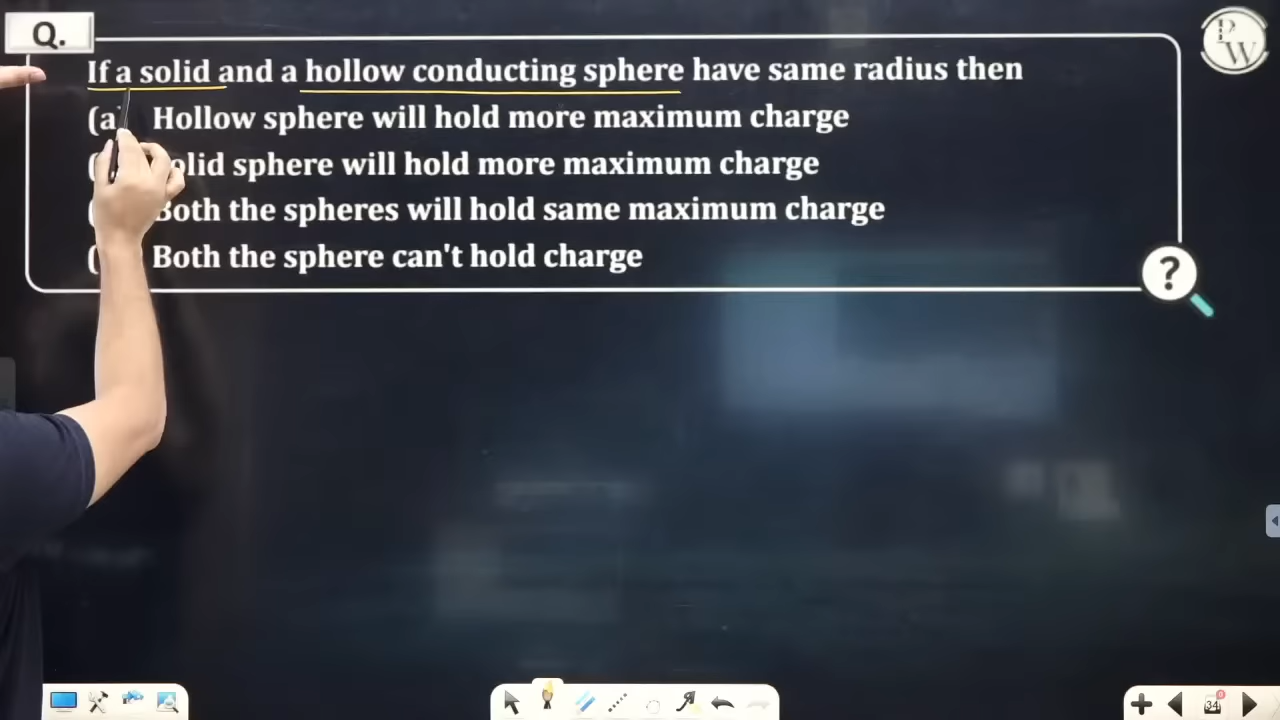 Q.
If a solid and a hollow conducting sphere have same radius then
(a) Hollow sphere will hold more maximum charge
sphere will hold more maximum charge
Both the spheres will hold same maximum charge
Both the sphere can't hold charge
?
P
W
34